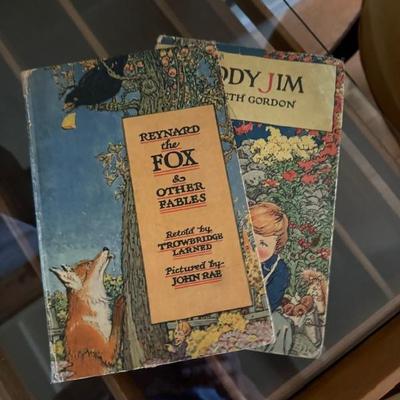 REYNARD
the
FOX
&
OTHER
FABLES
Retold by
TROWBRIDGE
LARNED
Pictured by
JOHN RAE
DDY JIM
ETH GORDON